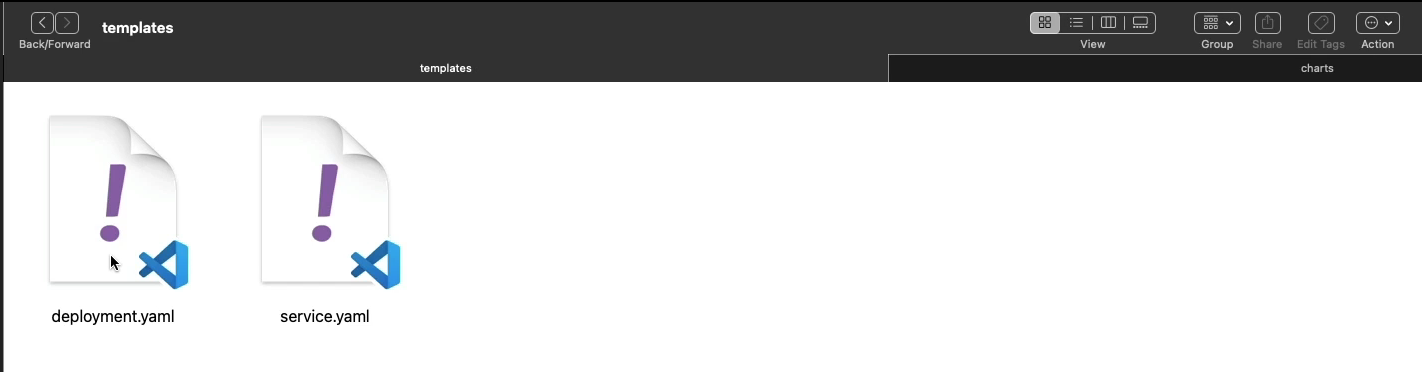 templates
Back/Forward
View
Group
Share
Edit Tags
Action
templates
charts
deployment.yaml
service.yaml